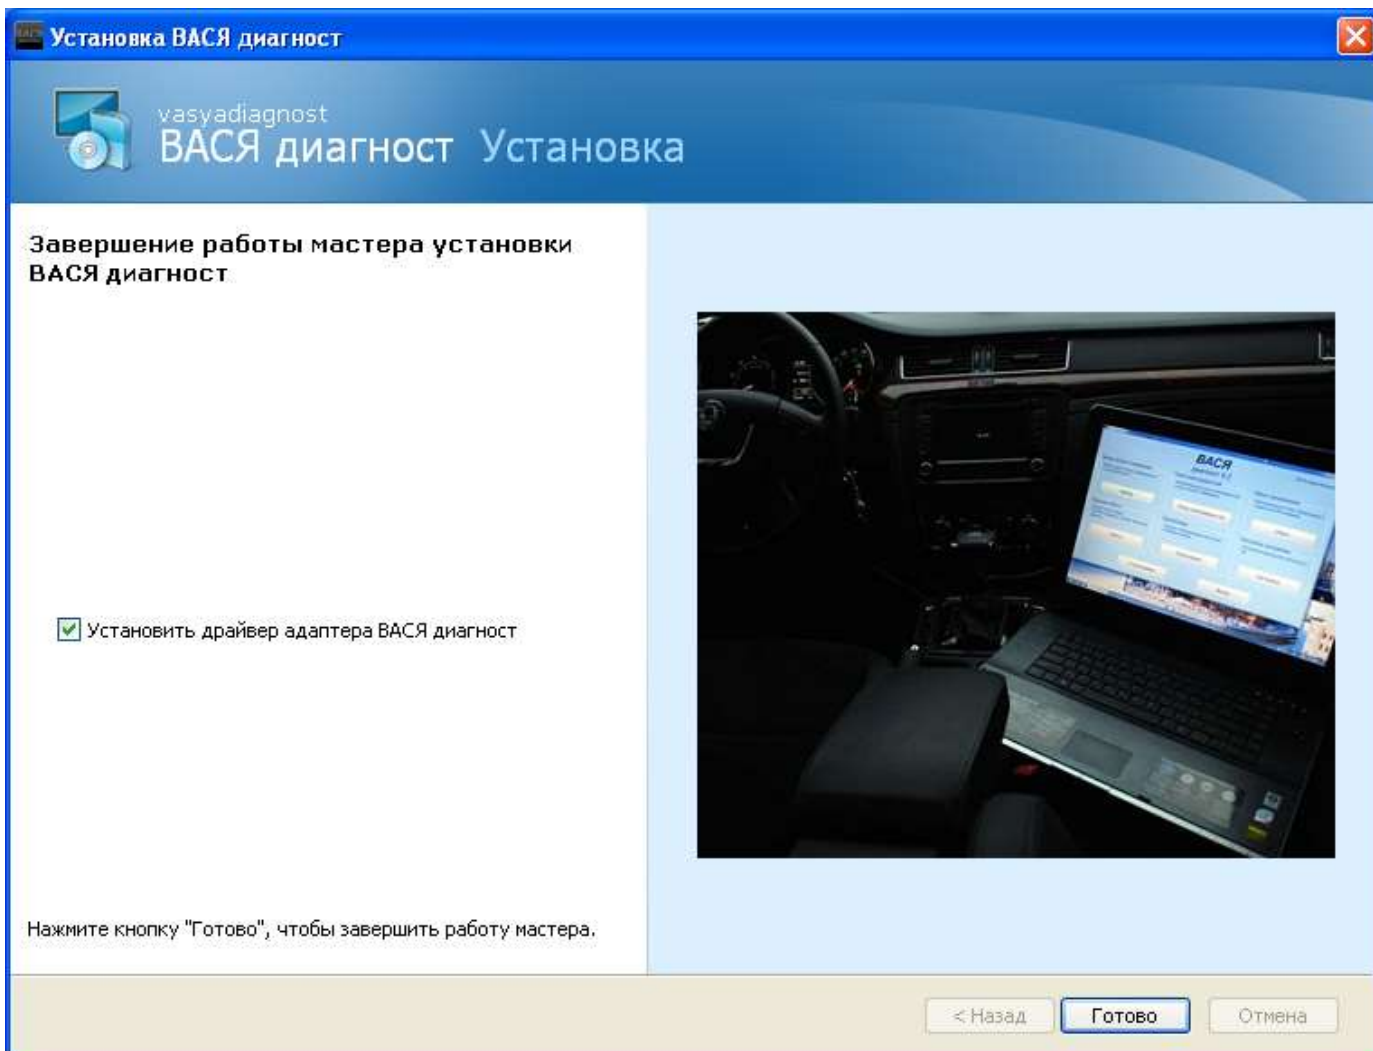 Установка ВАСЯ диагност
vasyadiagnost
ВАСЯ диагност Установка
Завершение работы мастера установки
ВАСЯ диагност
ВАСЯ
Установить драйвер адаптера ВАСЯ диагност
Нажмите кнопку "Готово", чтобы завершить работу мастера.
< Назад
Готово
Отмена